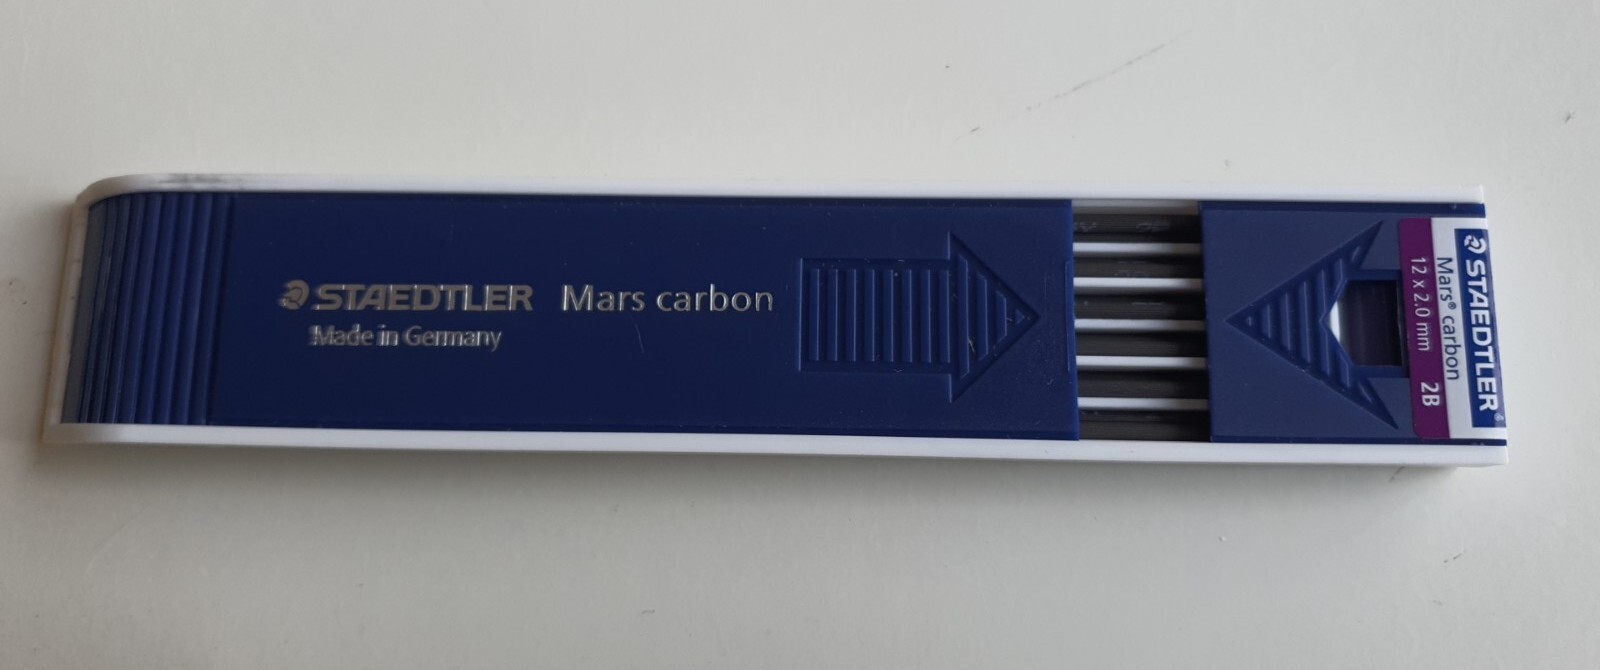 STAEDTLER Mars carbon
Made in Germany
STAEDTLER®
Mars® carbon
12 x 2.0 mm 2B